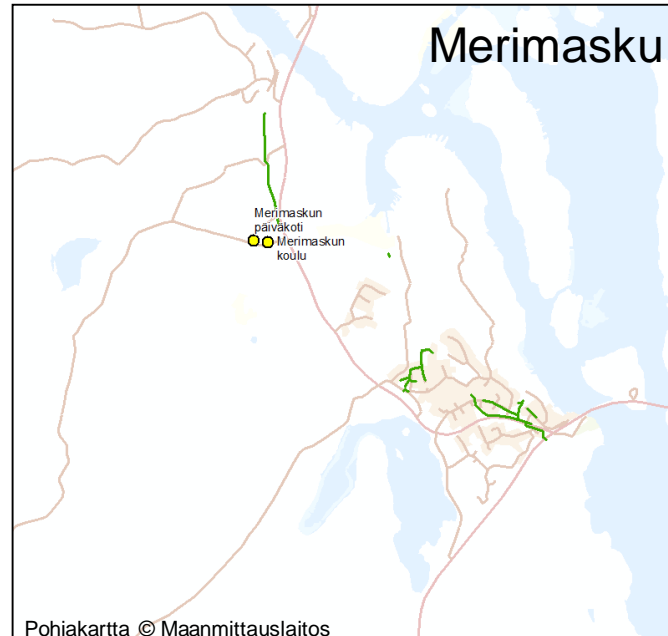 Merimasku
Merimaskun
päiväkoti
Merimaskun
koulu
Pohjakartta © Maanmittauslaitos